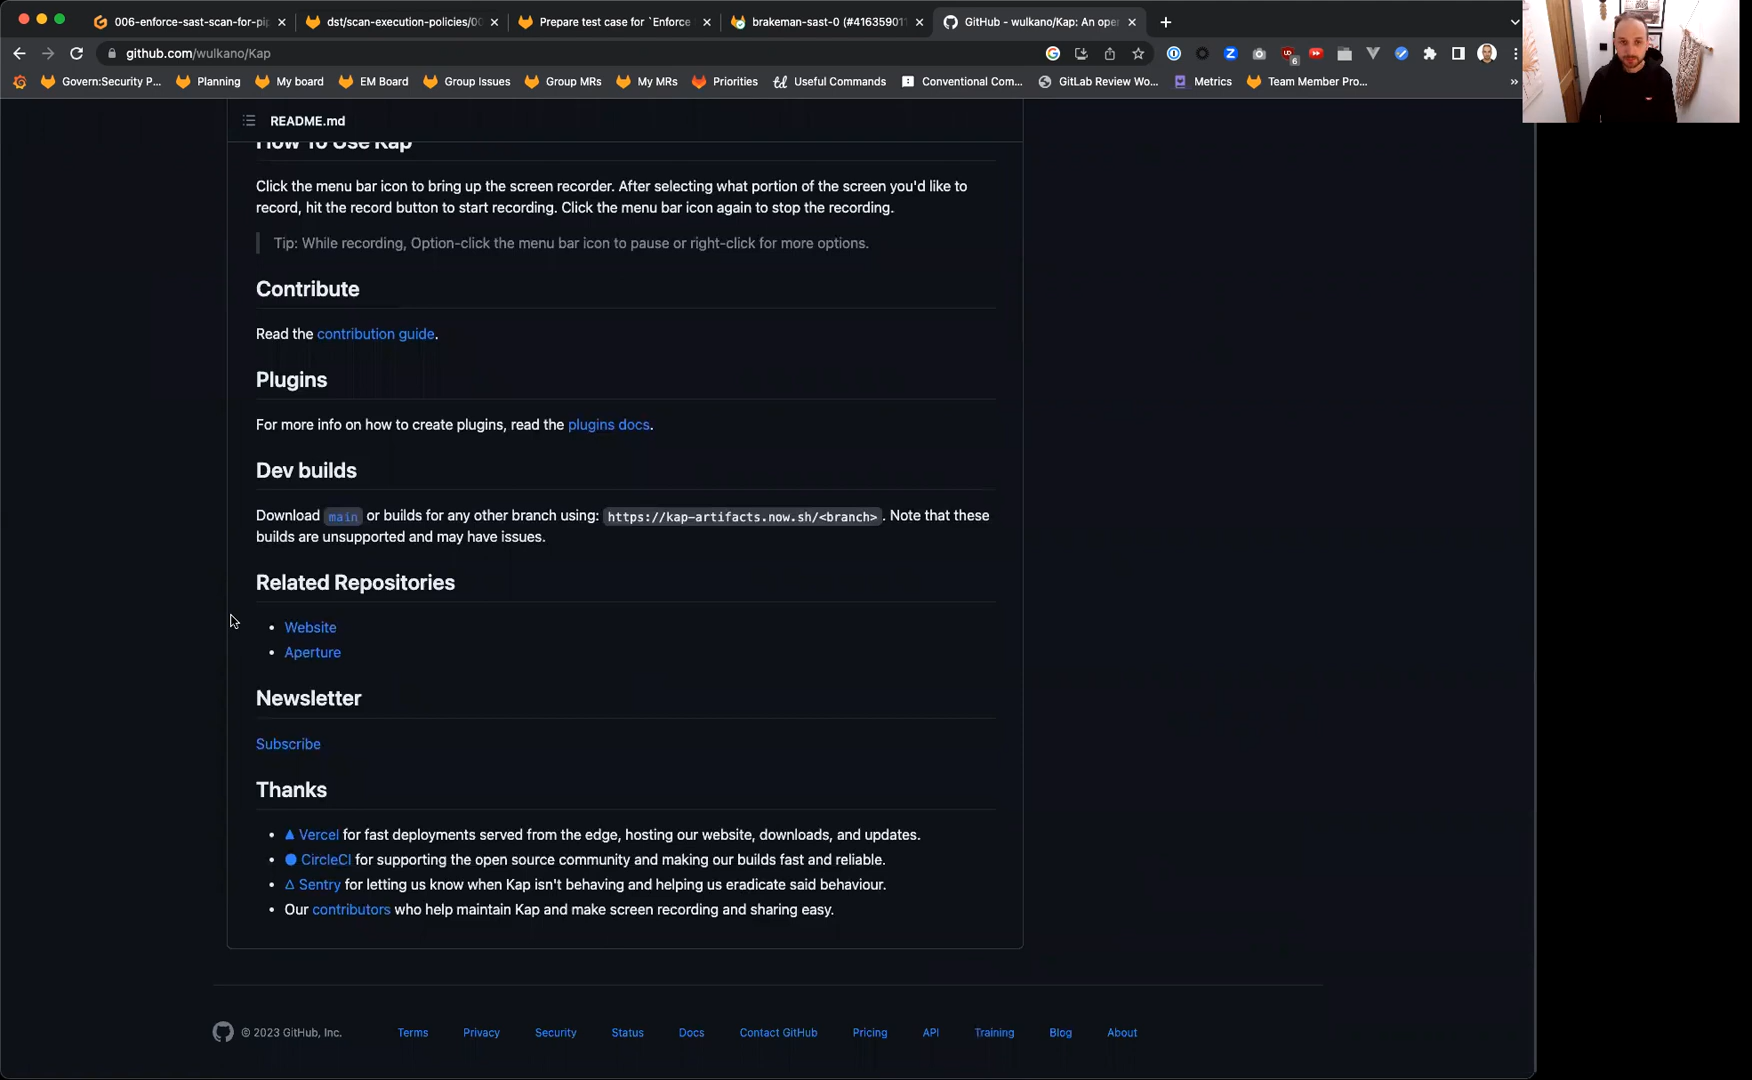 006-enforce-sast-scan-for-pip
dst/scan-execution-policies/00
Prepare test case for `Enforce
brakeman-sast-0 (#416359011
GitHub - wulkano/Kap: An open
github.com/wulkano/Kap
6
Govern:Security P...
Planning
My board
EM Board
Group Issues
Group MRs
My MRs
Priorities
Useful Commands
Conventional Com...
GitLab Review Wo...
Metrics
Team Member Pro...
README.md
How To Use Kap
Click the menu bar icon to bring up the screen recorder. After selecting what portion of the screen you'd like to
record, hit the record button to start recording. Click the menu bar icon again to stop the recording.
Tip: While recording, Option-click the menu bar icon to pause or right-click for more options.
Contribute
Read the contribution guide.
Plugins
For more info on how to create plugins, read the plugins docs.
Dev builds
Download main or builds for any other branch using: https://kap-artifacts.now.sh/<branch>. Note that these
builds are unsupported and may have issues.
Related Repositories
• Website
• Aperture
Newsletter
Subscribe
Thanks
• ▲ Vercel for fast deployments served from the edge, hosting our website, downloads, and updates.
• ● CircleCI for supporting the open source community and making our builds fast and reliable.
• △ Sentry for letting us know when Kap isn't behaving and helping us eradicate said behaviour.
• Our contributors who help maintain Kap and make screen recording and sharing easy.
© 2023 GitHub, Inc.
Terms
Privacy
Security
Status
Docs
Contact GitHub
Pricing
API
Training
Blog
About